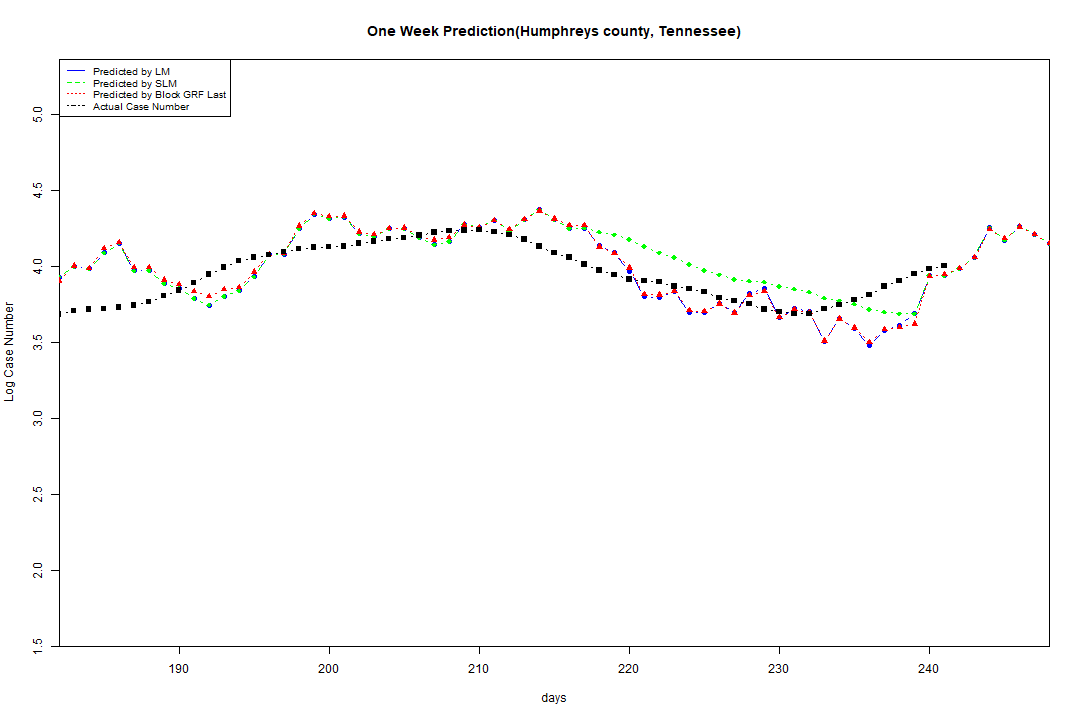 One Week Prediction(Humphreys county, Tennessee)
Predicted by LM
Predicted by SLM
Predicted by Block GRF Last
Actual Case Number
5.0
4.5
4.0
3.5
3.0
2.5
2.0
1.5
Log Case Number
190 200 210 220 230 240
days